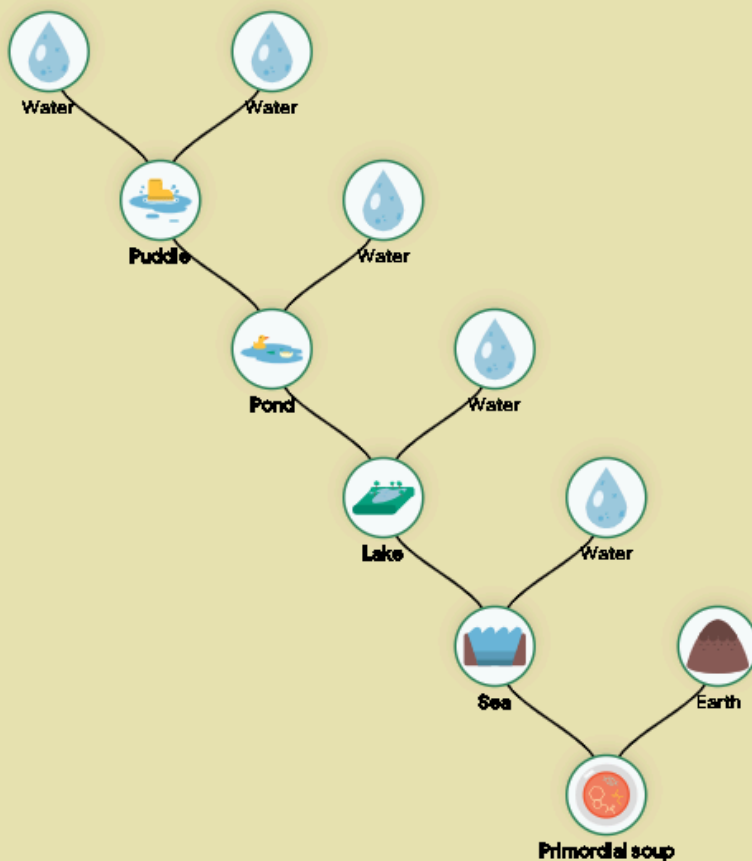 Water
Water
Puddle
Water
Pond
Water
Lake
Water
Sea
Earth
Primordial soup